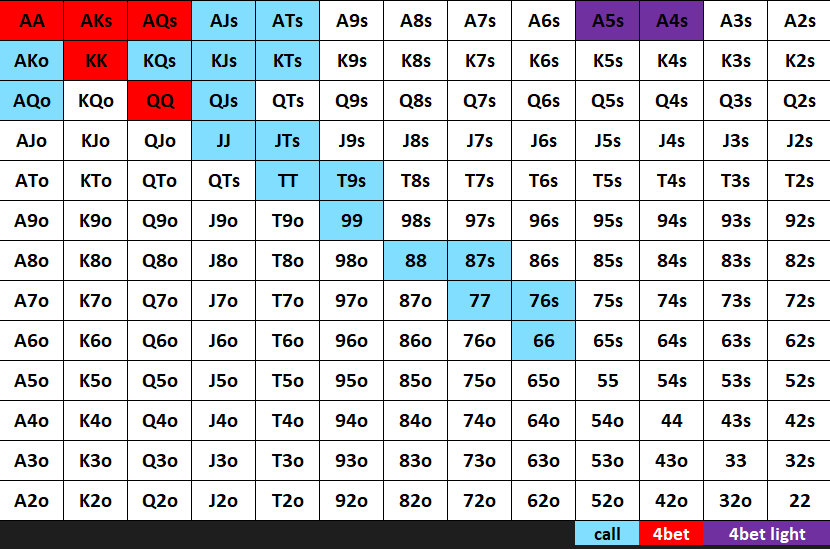 AA AKs AQs AJs ATs A9s A8s A7s A6s A5s A4s A3s A2s
AKo KK KQs KJs KTs K9s K8s K7s K6s K5s K4s K3s K2s
AQo KQo QQ QJs QTs Q9s Q8s Q7s Q6s Q5s Q4s Q3s Q2s
AJo KJo QJo JJ JTs J9s J8s J7s J6s J5s J4s J3s J2s
ATo KTo QTo QTs TT T9s T8s T7s T6s T5s T4s T3s T2s
A9o K9o Q9o J9o T9o 99 98s 97s 96s 95s 94s 93s 92s
A8o K8o Q8o J8o T8o 98o 88 87s 86s 85s 84s 83s 82s
A7o K7o Q7o J7o T7o 97o 87o 77 76s 75s 74s 73s 72s
A6o K6o Q6o J6o T6o 96o 86o 76o 66 65s 64s 63s 62s
A5o K5o Q5o J5o T5o 95o 85o 75o 65o 55 54s 53s 52s
A4o K4o Q4o J4o T4o 94o 84o 74o 64o 54o 44 43s 42s
A3o K3o Q3o J3o T3o 93o 83o 73o 63o 53o 43o 33 32s
A2o K2o Q2o J2o T2o 92o 82o 72o 62o 52o 42o 32o 22
call 4bet 4bet light